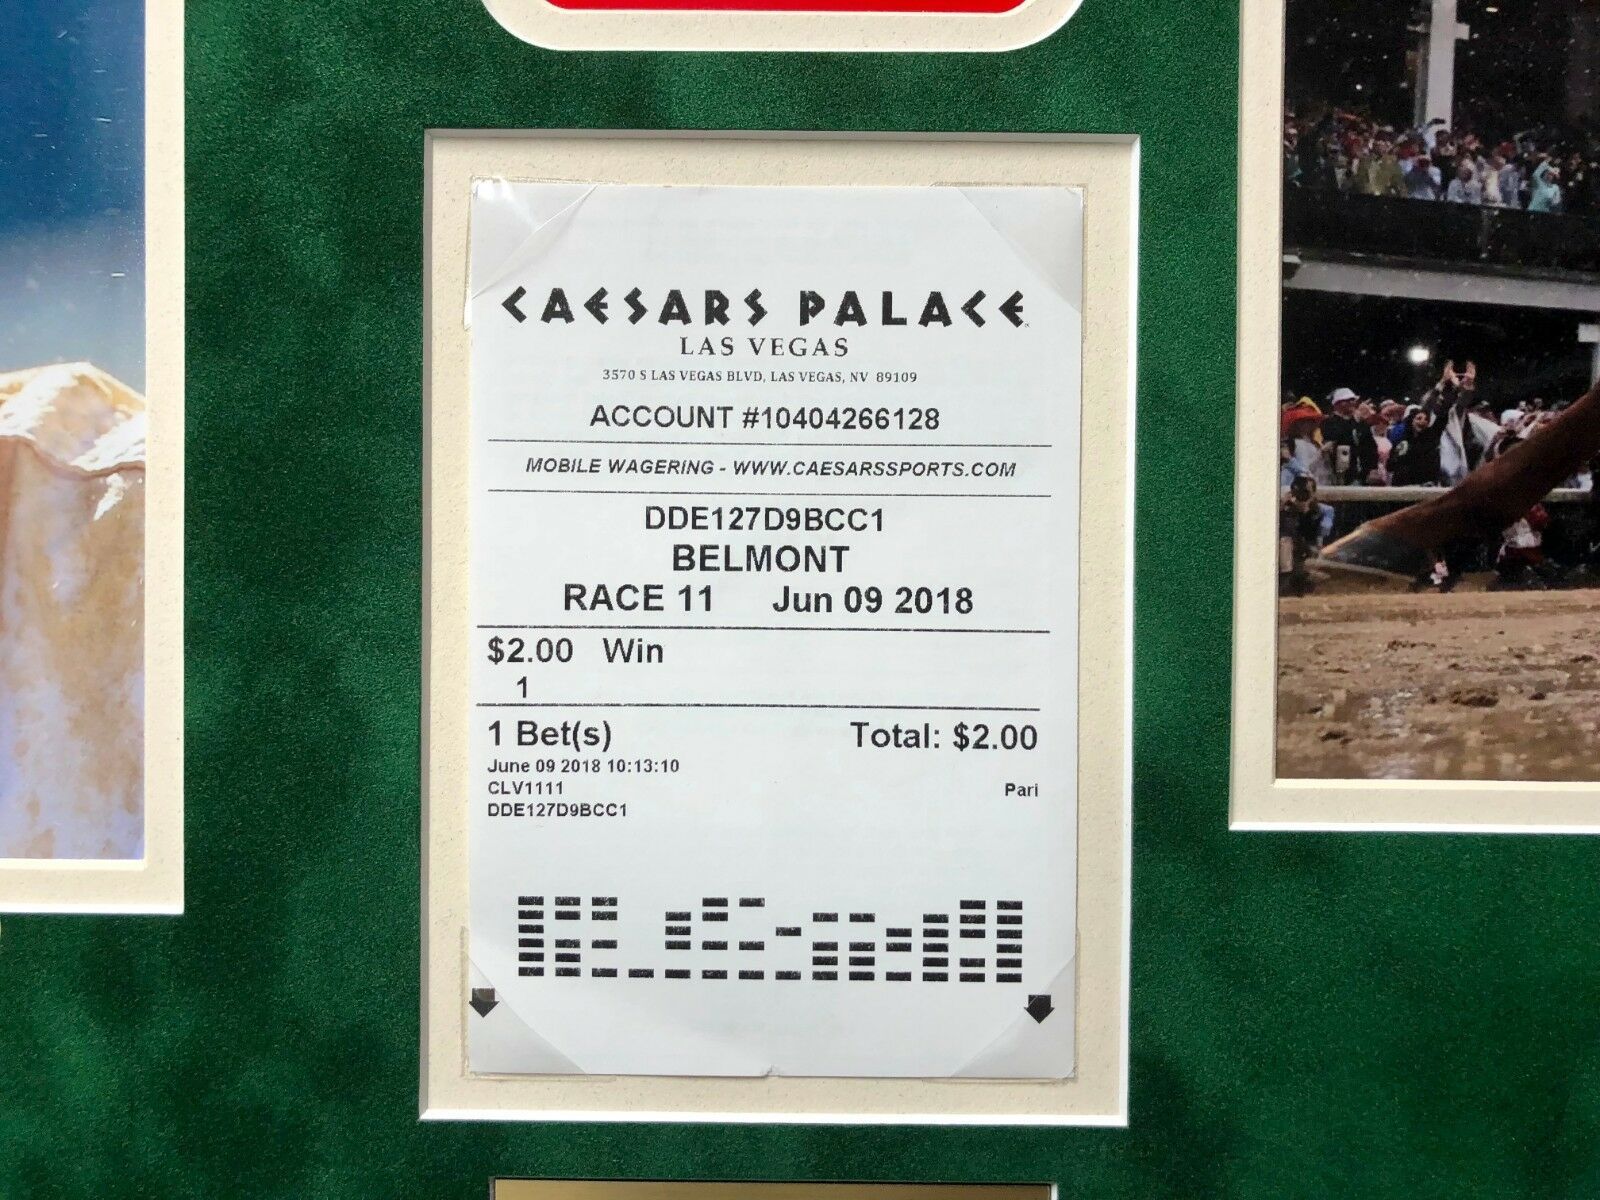 CAESARS PALACE
LAS VEGAS
3570 S LAS VEGAS BLVD, LAS VEGAS, NV 89109
ACCOUNT #10404266128
MOBILE WAGERING - WWW.CAESARSSPORTS.COM
DDE127D9BCC1
BELMONT
RACE 11 Jun 09 2018
$2.00 Win
1
1 Bet(s) Total: $2.00
June 09 2018 10:13:10
CLV1111 Pari
DDE127D9BCC1